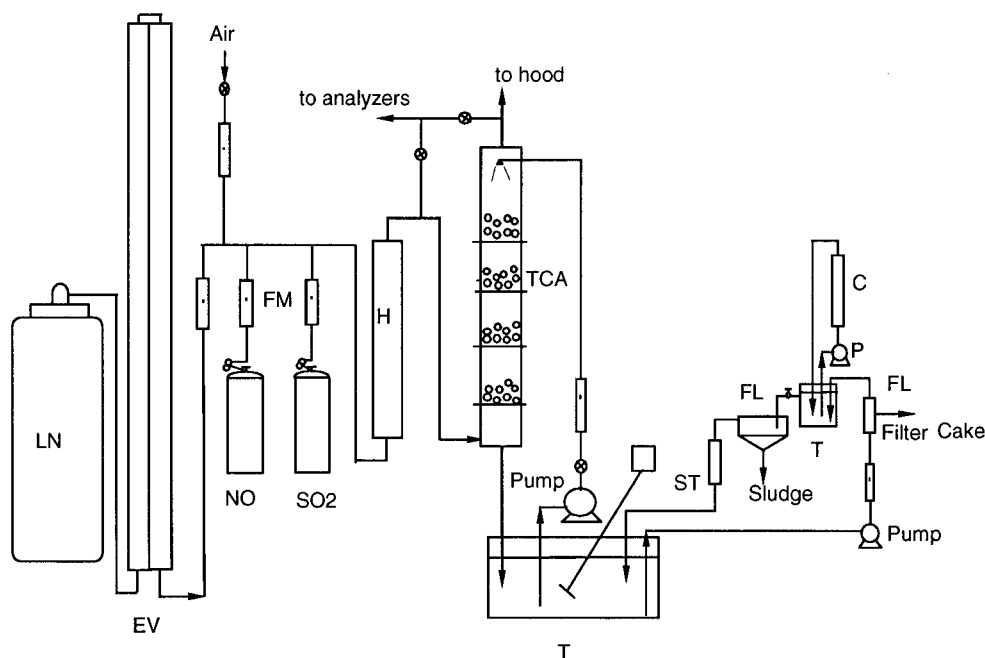 Air
to hood
to analyzers
FM
TCA
H
C
P
FL
FL
LN
T
Filter Cake
ST
Pump
Sludge
NO
SO2
Pump
EV
T